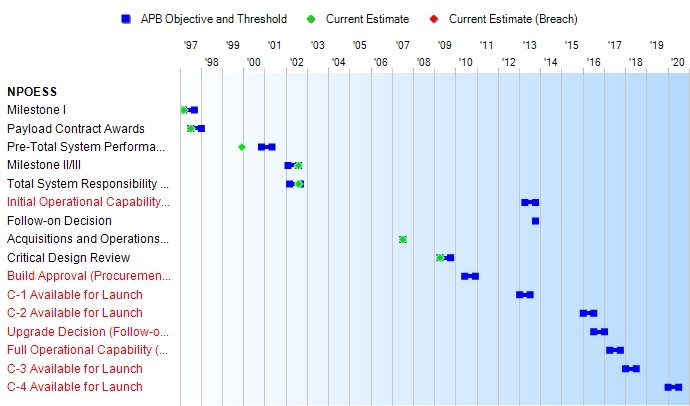 APB Objective and Threshold Current Estimate Current Estimate (Breach)
'97 '99 '00 '02 '03 '05 '07 '09 '11 '12 '13 '15 '17 '19
'98 '00 '02 '04 '06 '08 '10 '12 '14 '16 '18 '20
NPOESS
Milestone I
Payload Contract Awards
Pre-Total System Performa...
Milestone II/III
Total System Responsibility ...
Initial Operational Capability...
Follow-on Decision
Acquisitions and Operations...
Critical Design Review
Build Approval (Procuremen...
C-1 Available for Launch
C-2 Available for Launch
Upgrade Decision (Follow-o...
Full Operational Capability (...
C-3 Available for Launch
C-4 Available for Launch